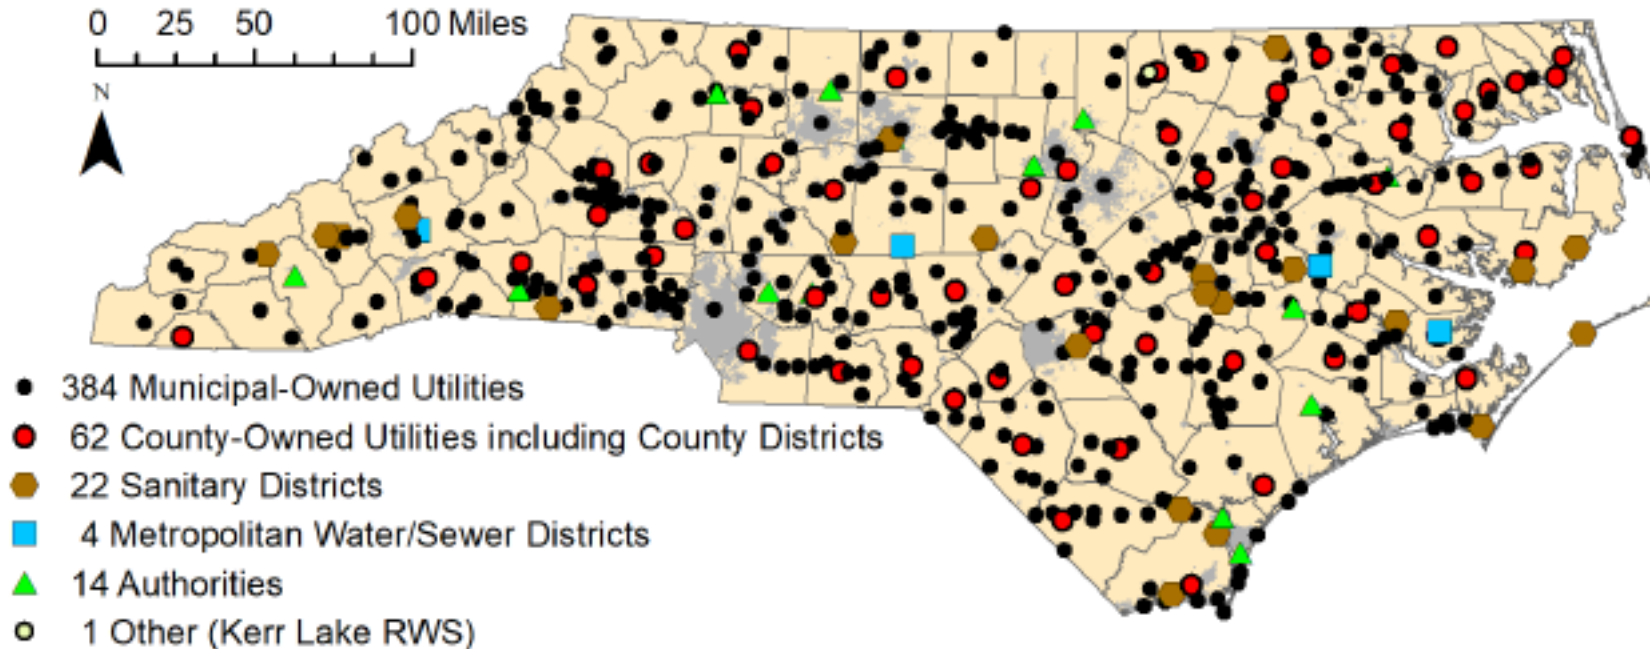 0 25 50 100 Miles
N
384 Municipal-Owned Utilities
62 County-Owned Utilities including County Districts
22 Sanitary Districts
4 Metropolitan Water/Sewer Districts
14 Authorities
1 Other (Kerr Lake RWS)